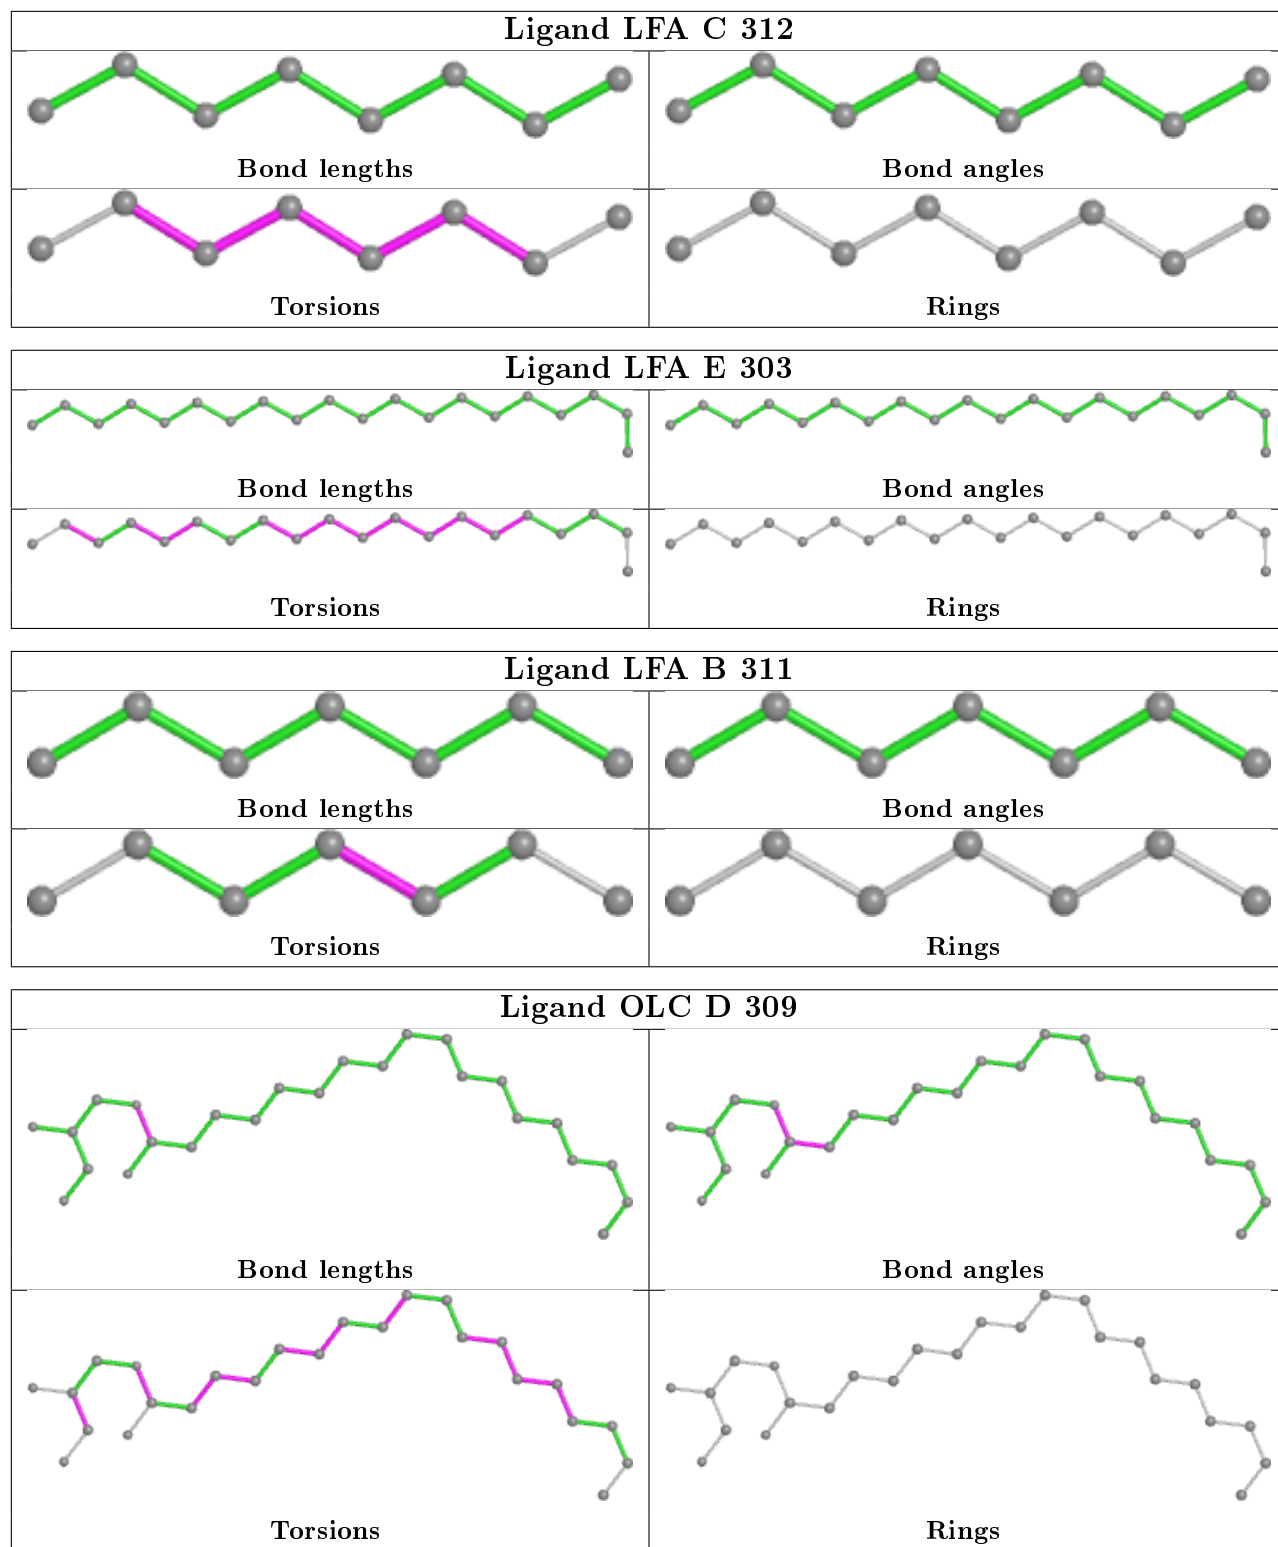 Ligand LFA C 312
Bond lengths
Bond angles
Torsions
Rings
Ligand LFA E 303
Bond lengths
Bond angles
Torsions
Rings
Ligand LFA B 311
Bond lengths
Bond angles
Torsions
Rings
Ligand OLC D 309
Bond lengths
Bond angles
Torsions
Rings